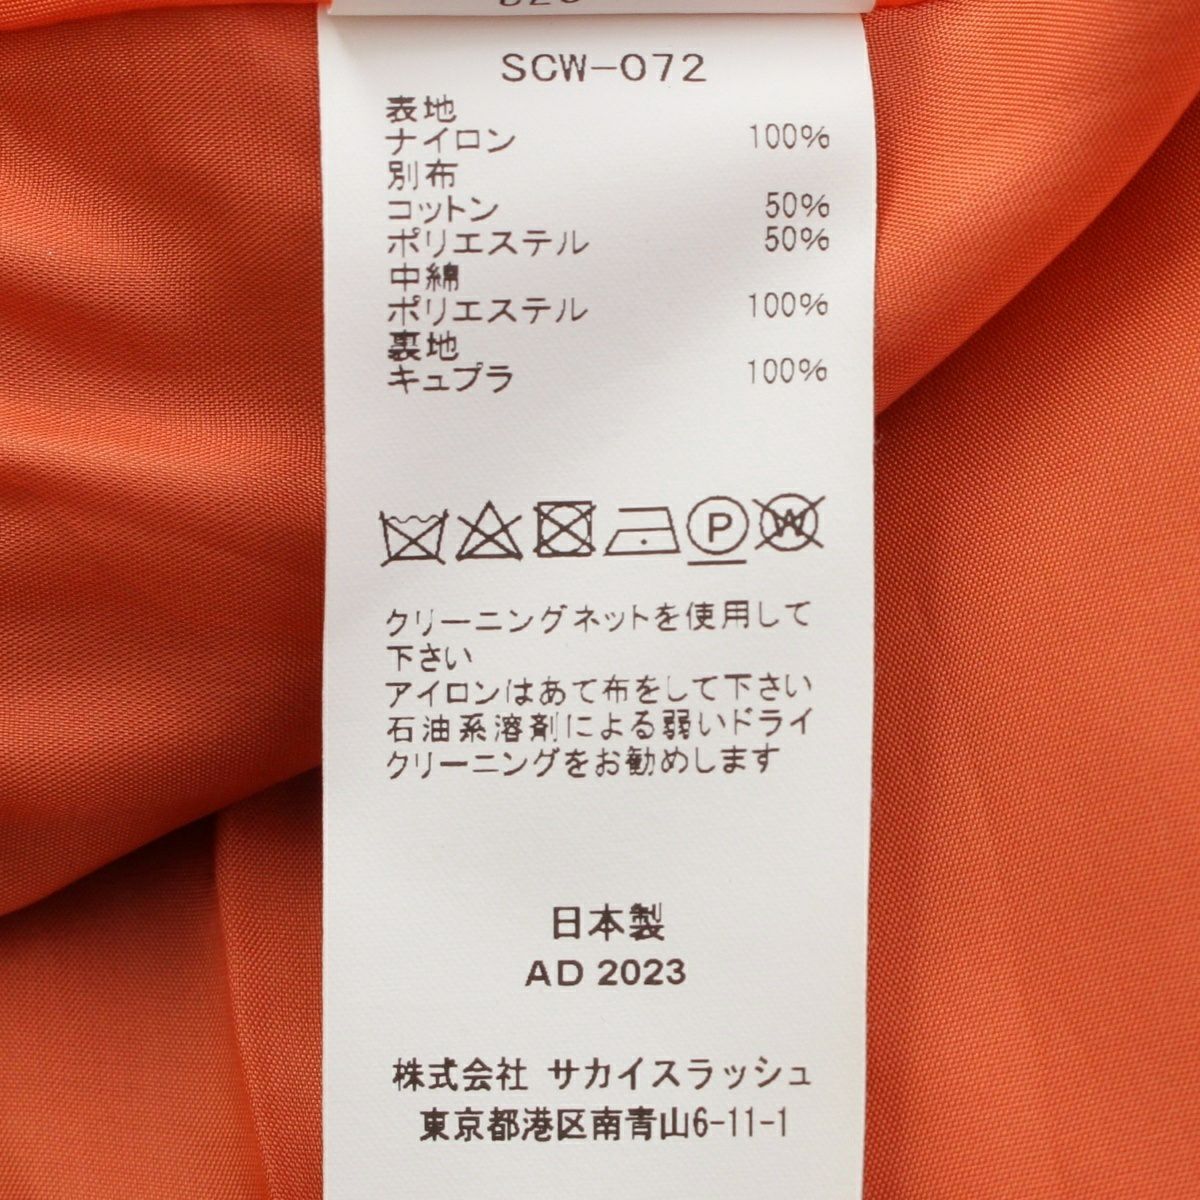 SCW-072
表地
ナイロン 100%
別布
コットン 50%
ポリエステル 50%
中綿
ポリエステル 100%
裏地
キュプラ 100%
P W
クリーニングネットを使用して
下さい
アイロンはあて布をして下さい
石油系溶剤による弱いドライ
クリーニングをお勧めします
日本製
AD 2023
株式会社 サカイスラッシュ
東京都港区南青山6-11-1